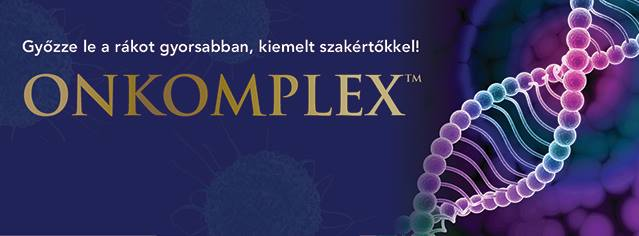 Győzze le a rákot gyorsabban, kiemelt szakértőkkel!
ONKOMPLEX™